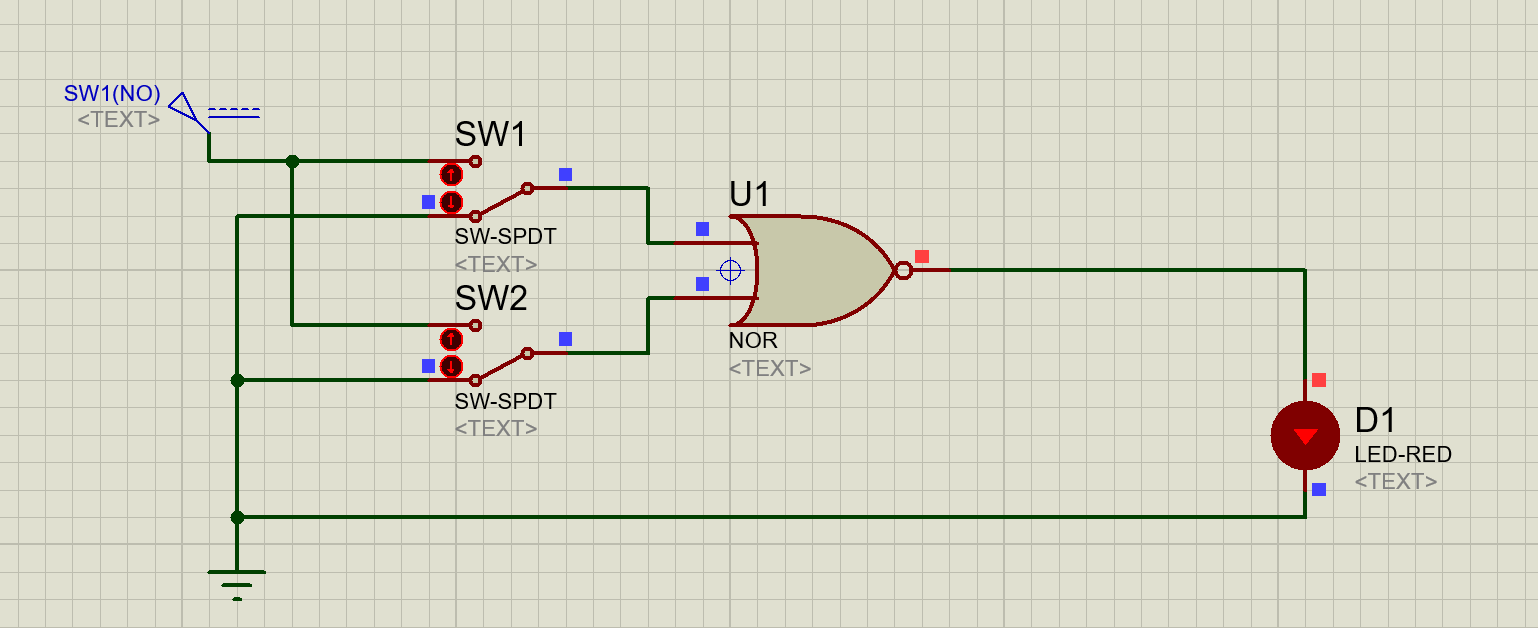 SW1(NO)
<TEXT>
SW1
SW-SPDT
<TEXT>
SW2
SW-SPDT
<TEXT>
U1
NOR
<TEXT>
D1
LED-RED
<TEXT>